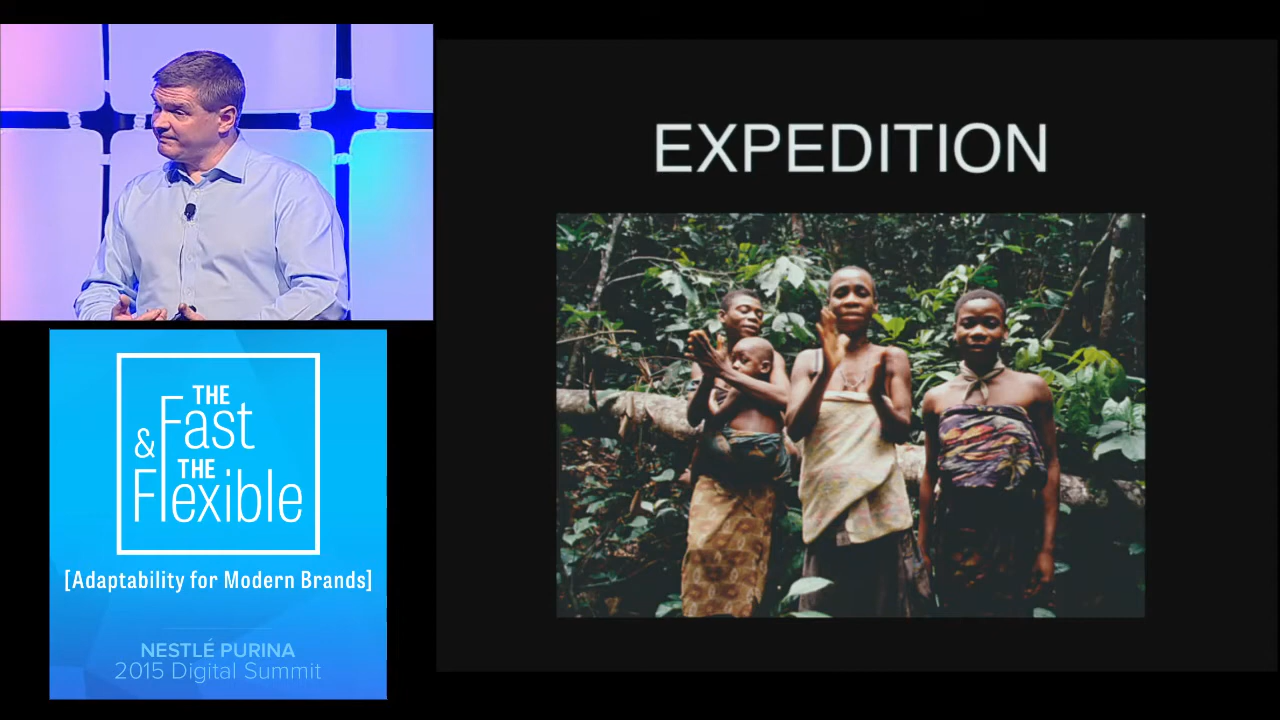 EXPEDITION
THE
& Fast
THE
Flexible
[Adaptability for Modern Brands]
NESTLÉ PURINA
2015 Digital Summit